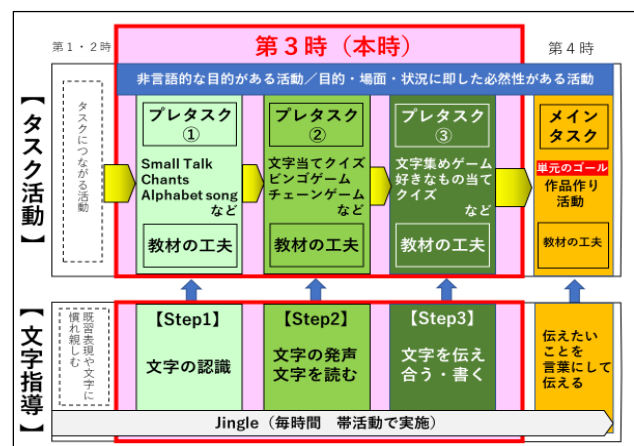 第1・2時
第3時（本時）
第4時
【タスク活動】
タスクにつながる活動
非言語的な目的がある活動／目的・場面・状況に即した必然性がある活動
プレタスク
①
Small Talk
Chants
Alphabet song
など
教材の工夫
プレタスク
②
文字当てクイズ
ビンゴゲーム
チェーンゲーム
など
教材の工夫
プレタスク
③
文字集めゲーム
好きなもの当て
クイズ
など
教材の工夫
メイン
タスク
単元のゴール
作品作り
活動
教材の工夫
【文字指導】
既習表現や文字に
慣れ親しむ
【Step1】
文字の認識
【Step2】
文字の発声
文字を読む
【Step3】
文字を伝え
合う・書く
伝えたい
ことを
言葉にして
伝える
Jingle（毎時間　帯活動で実施）